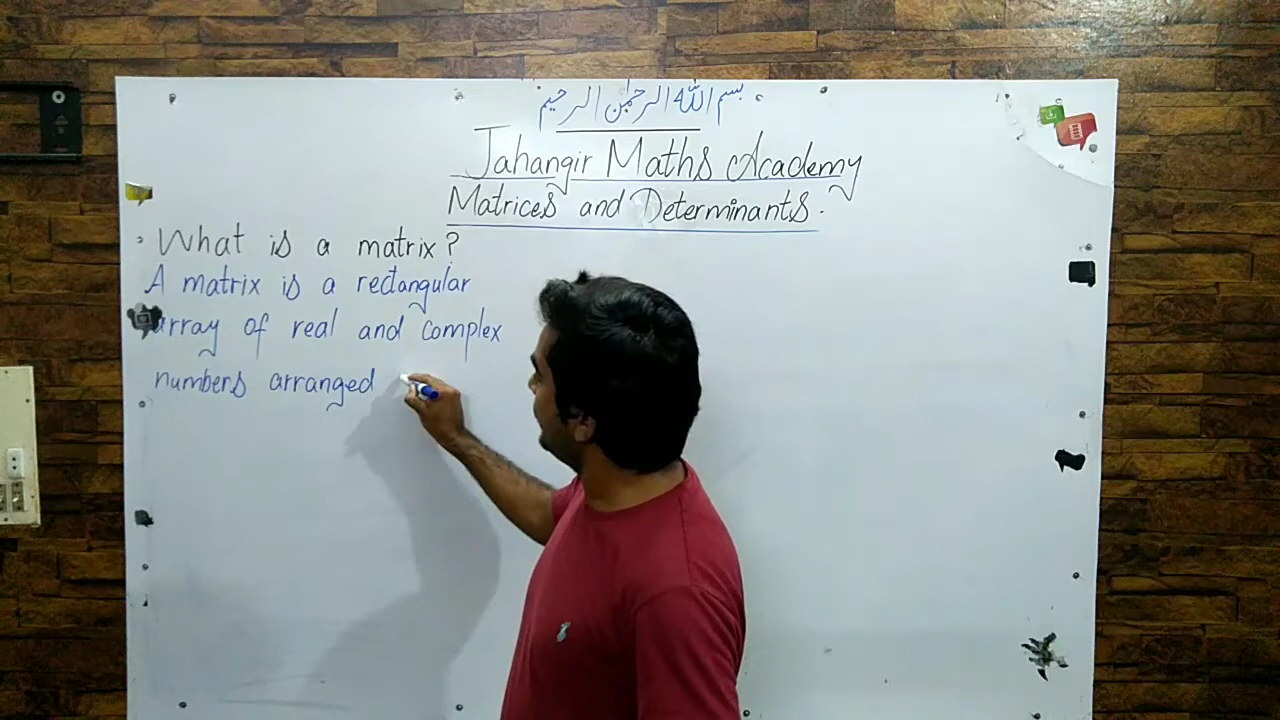 بسم الله الرحمن الرحيم
Jahangir Maths Academy
Matrices and Determinants.
What is a matrix?
A matrix is a rectangular
array of real and complex
numbers arranged